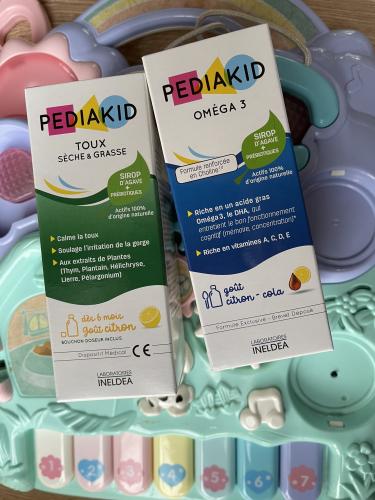 PEDIAKID
TOUX
SÈCHE & GRASSE
SIROP
D'AGAVE
+
PRÉBIOTIQUES
Actifs 100%
d'origine naturelle
Calme la toux
Soulage l'irritation de la gorge
Aux extraits de Plantes
(Thym, Plantain, Hélichryse,
Lierre, Pélargonium)
dès 6 mois
goût citron
BOUCHON DOSEUR INCLUS
Dispositif Médical CE
LABORATOIRES
INELDEA
PEDIAKID
OMÉGA 3
SIROP
D'AGAVE
+
PRÉBIOTIQUES
Formule renforcée
en Choline
Actifs 100%
d'origine naturelle
Riche en un acide gras
Oméga 3, le DHA, qui
entretient le bon fonctionnement
cognitif (mémoire, concentration)*
Riche en vitamines A, C, D, E
goût
citron - cola
Formule Exclusive - Brevet Déposé
LABORATOIRES
INELDEA
1 2 3 4 5 6 7